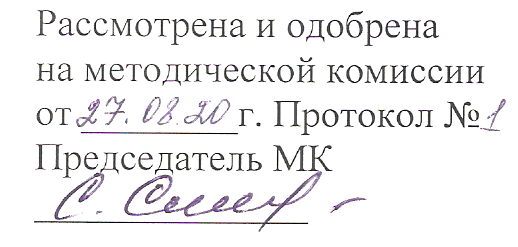 Рассмотрена и одобрена
на методической комиссии
от 27.08.20 г. Протокол №1
Председатель МК